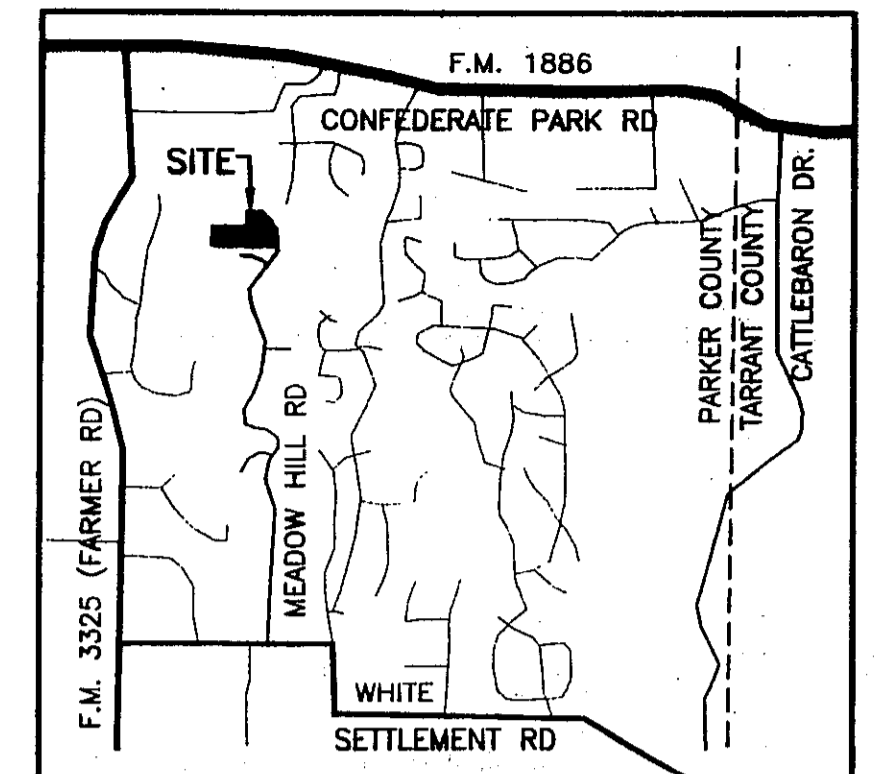 F.M. 1886
CONFEDERATE PARK RD
SITE
PARKER COUNTY
TARRANT COUNTY
CATTLEBARON DR.
MEADOW HILL RD
F.M. 3325 (FARMER RD)
WHITE
SETTLEMENT RD